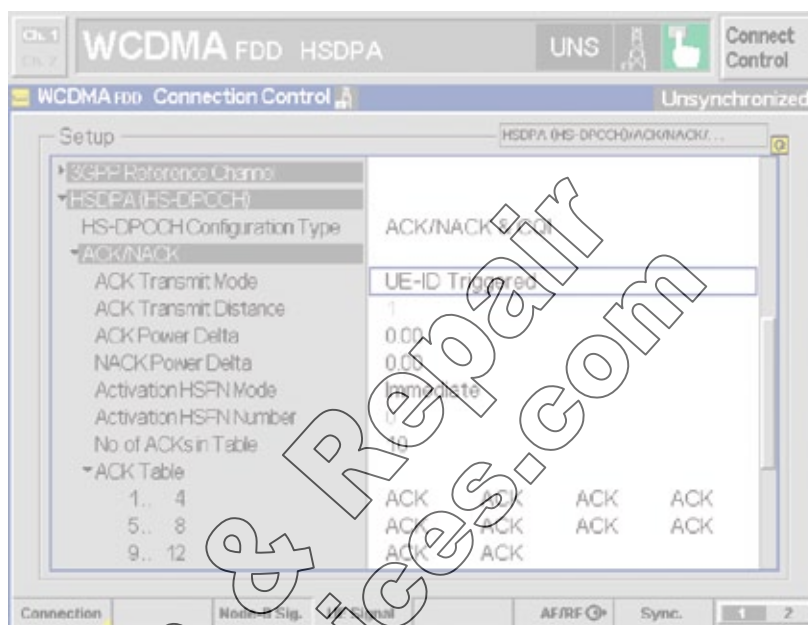 Ch. 1
WCDMA FDD HSDPA
UNS
Connect Control
Ch. 2
WCDMA FDD Connection Control
Unsynchronized
Setup
HSDPA (HS-DPCCH)/ACK/NACK/...
3GPP Reference Channel
HSDPA (HS-DPCCH)
HS-DPCCH Configuration Type ACK/NACK & CQI
ACK/NACK
ACK Transmit Mode UE-ID Triggered
ACK Transmit Distance 1
ACK Power Delta 0.00
NACK Power Delta 0.00
Activation HSFN Mode Immediate
Activation HSFN Number 0
No of ACKs in Table 10
ACK Table
1.. 4 ACK ACK ACK ACK
5.. 8 ACK ACK ACK ACK
9.. 12 ACK ACK
Connection Node-B Sig. UE Signal AF/RF Sync. 1 2
& Repair
ices.com